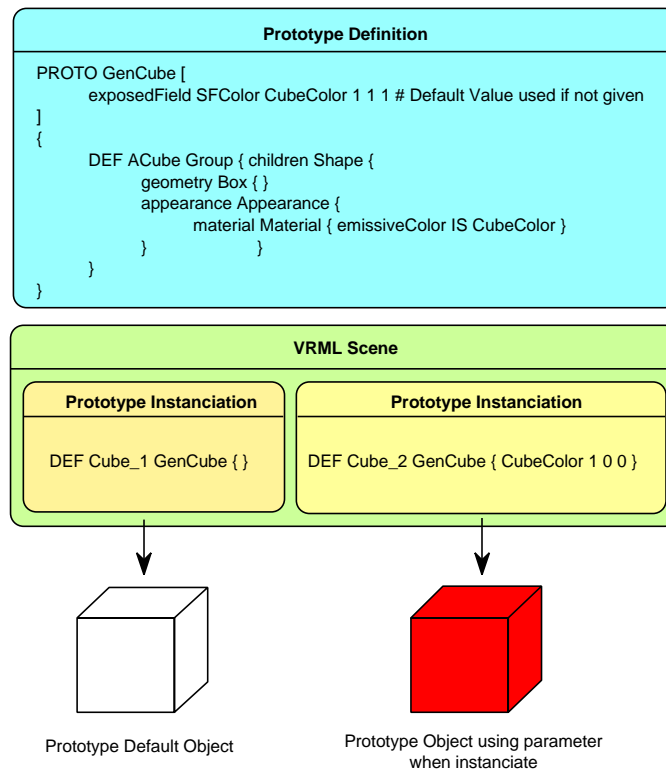 Prototype Definition
PROTO GenCube [
exposedField SFColor CubeColor 1 1 1 # Default Value used if not given
]
{
DEF ACube Group { children Shape {
geometry Box { }
appearance Appearance {
material Material { emissiveColor IS CubeColor }
} }
}
}
VRML Scene
Prototype Instanciation
DEF Cube_1 GenCube { }
Prototype Instanciation
DEF Cube_2 GenCube { CubeColor 1 0 0 }
Prototype Default Object
Prototype Object using parameter
when instanciate